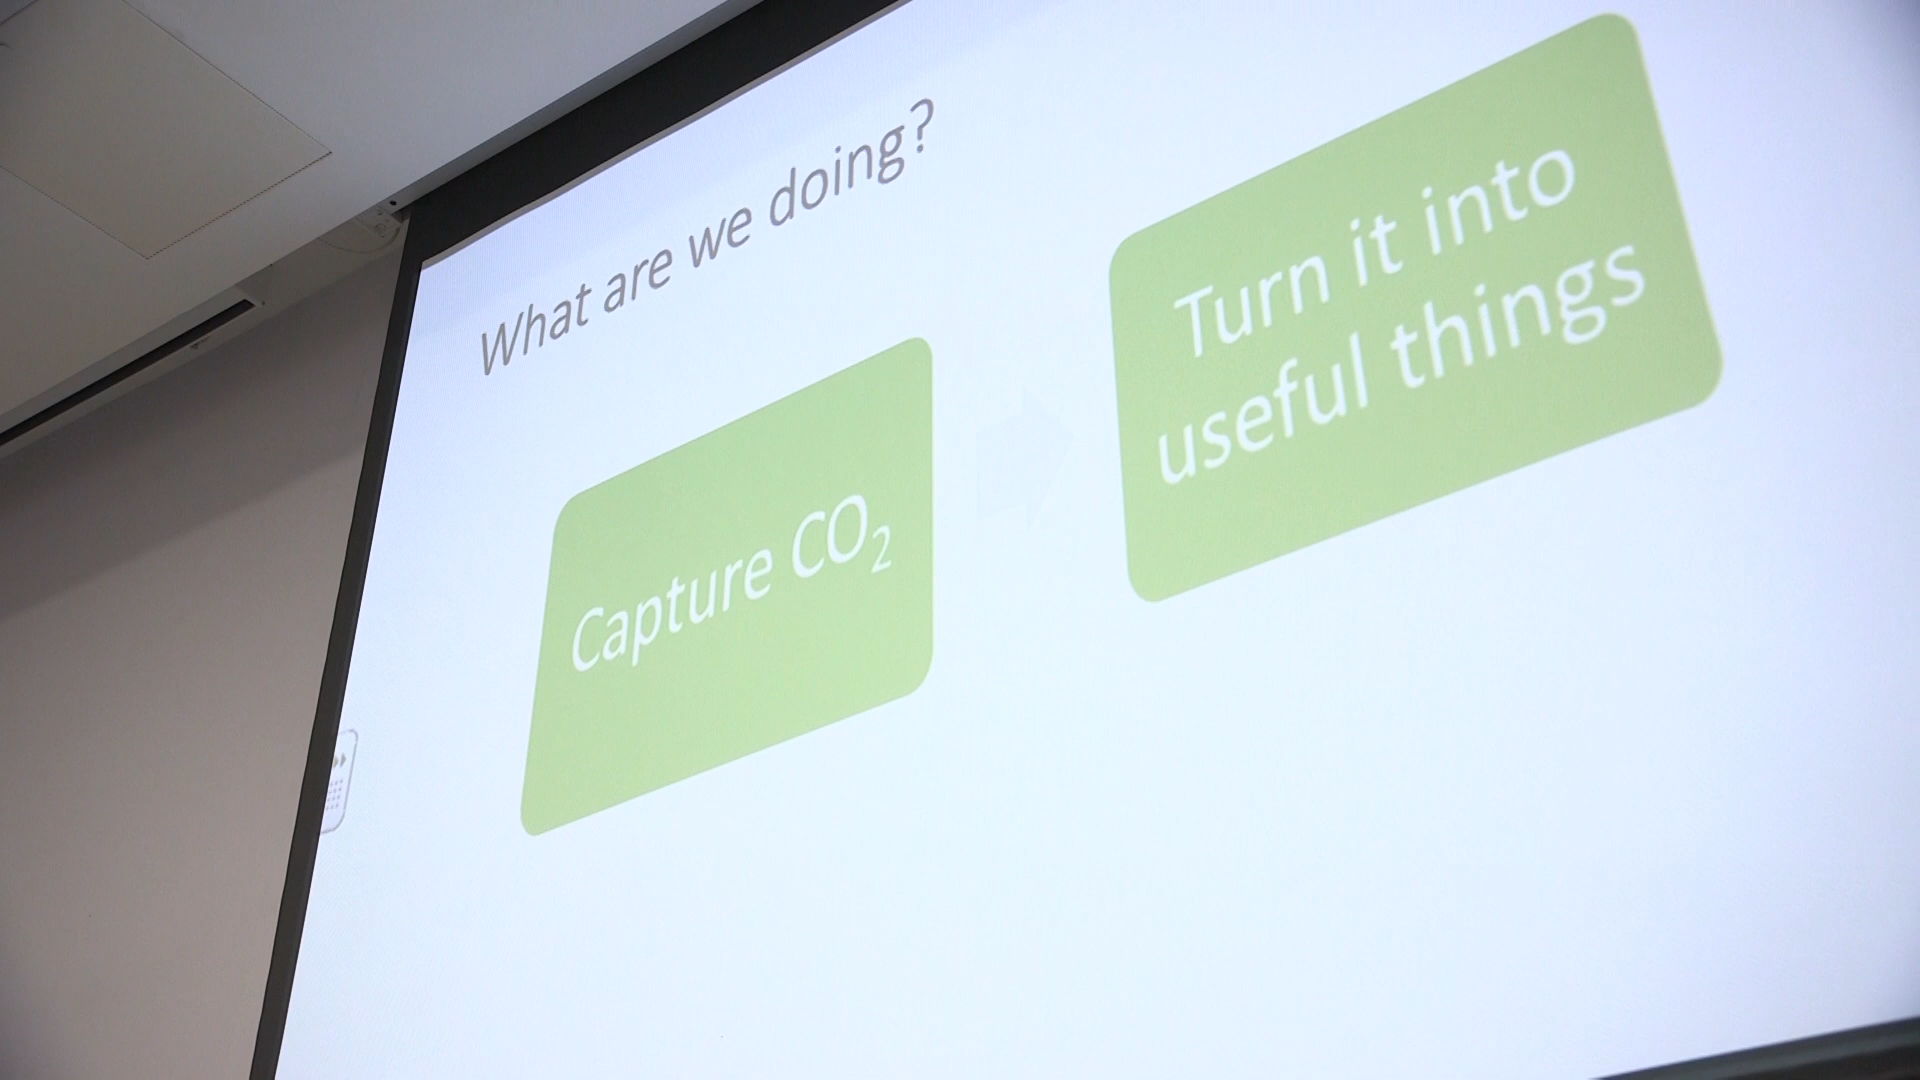 What are we doing?
Capture CO₂
Turn it into
useful things